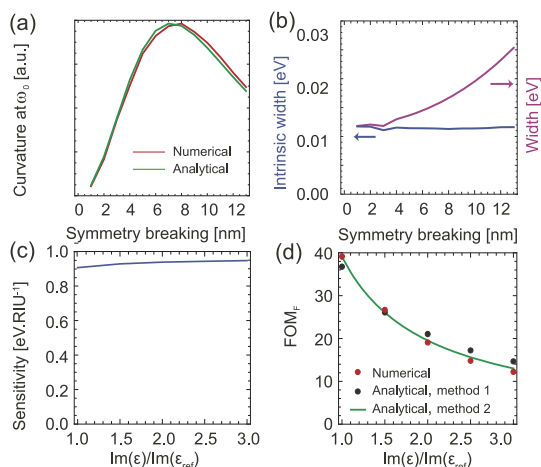 (a)
Curvature at ω₀ [a.u.]
Numerical
Analytical
0 2 4 6 8 10 12
Symmetry breaking [nm]
(b)
Intrinsic width [eV]
0.03
0.02
0.01
0.00
Width [eV]
0 2 4 6 8 10 12
Symmetry breaking [nm]
(c)
Sensitivity [eV.RIU⁻¹]
1.0
0.8
0.6
0.4
0.2
0.0
1.0 1.5 2.0 2.5 3.0
Im(ε)/Im(ε_ref)
(d)
FOM_F
40
30
20
10
0
Numerical
Analytical, method 1
Analytical, method 2
1.0 1.5 2.0 2.5 3.0
Im(ε)/Im(ε_ref)